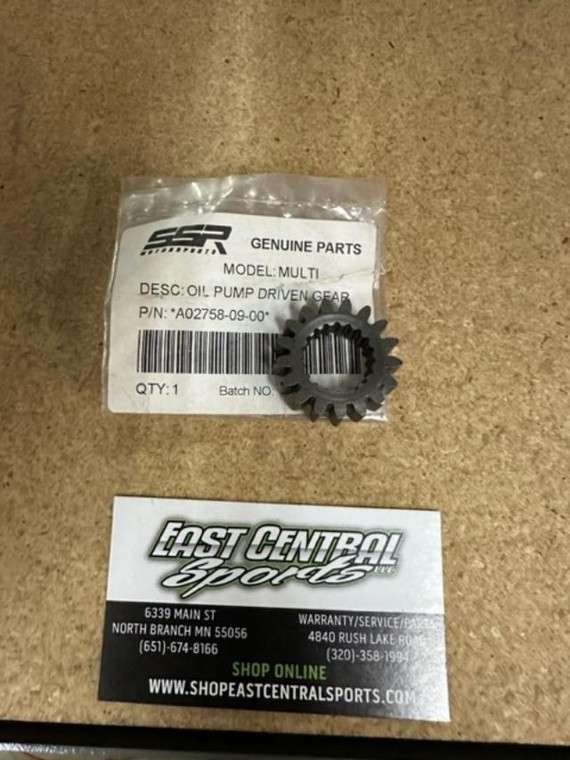 SSR
MOTORSPORTS
GENUINE PARTS
MODEL: MULTI
DESC: OIL PUMP DRIVEN GEAR
P/N: *A02758-09-00*
QTY: 1 Batch NO.
EAST CENTRAL
Sports LLC
6339 MAIN ST
NORTH BRANCH MN 55056
(651)-674-8166
WARRANTY/SERVICE/PARTS
4840 RUSH LAKE ROAD
(320)-358-1994
SHOP ONLINE
WWW.SHOPEASTCENTRALSPORTS.COM